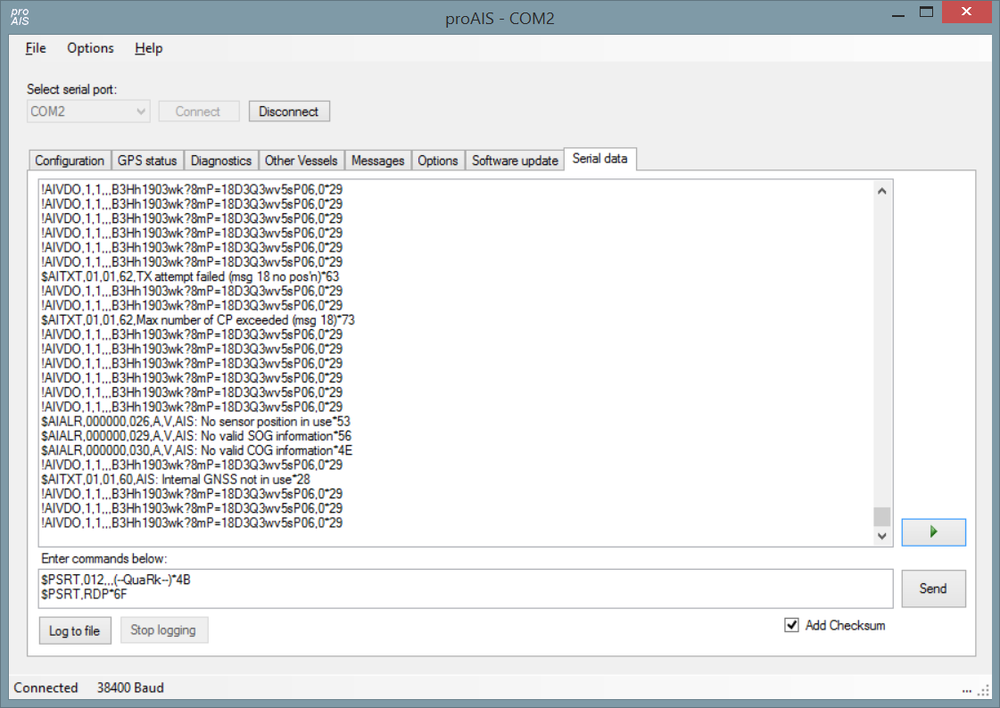 pro
AIS
proAIS - COM2
File Options Help
Select serial port:
COM2 Connect Disconnect
Configuration GPS status Diagnostics Other Vessels Messages Options Software update Serial data
!AIVDO,1,1,,,B3Hh1903wk?8mP=18D3Q3wv5sP06,0*29
!AIVDO,1,1,,,B3Hh1903wk?8mP=18D3Q3wv5sP06,0*29
!AIVDO,1,1,,,B3Hh1903wk?8mP=18D3Q3wv5sP06,0*29
!AIVDO,1,1,,,B3Hh1903wk?8mP=18D3Q3wv5sP06,0*29
!AIVDO,1,1,,,B3Hh1903wk?8mP=18D3Q3wv5sP06,0*29
!AIVDO,1,1,,,B3Hh1903wk?8mP=18D3Q3wv5sP06,0*29
$AITXT,01,01,62,TX attempt failed (msg 18 no pos'n)*63
!AIVDO,1,1,,,B3Hh1903wk?8mP=18D3Q3wv5sP06,0*29
!AIVDO,1,1,,,B3Hh1903wk?8mP=18D3Q3wv5sP06,0*29
$AITXT,01,01,62,Max number of CP exceeded (msg 18)*73
!AIVDO,1,1,,,B3Hh1903wk?8mP=18D3Q3wv5sP06,0*29
!AIVDO,1,1,,,B3Hh1903wk?8mP=18D3Q3wv5sP06,0*29
!AIVDO,1,1,,,B3Hh1903wk?8mP=18D3Q3wv5sP06,0*29
!AIVDO,1,1,,,B3Hh1903wk?8mP=18D3Q3wv5sP06,0*29
!AIVDO,1,1,,,B3Hh1903wk?8mP=18D3Q3wv5sP06,0*29
!AIVDO,1,1,,,B3Hh1903wk?8mP=18D3Q3wv5sP06,0*29
$AIALR,000000,026,A,V,AIS: No sensor position in use*53
$AIALR,000000,029,A,V,AIS: No valid SOG information*56
$AIALR,000000,030,A,V,AIS: No valid COG information*4E
!AIVDO,1,1,,,B3Hh1903wk?8mP=18D3Q3wv5sP06,0*29
$AITXT,01,01,60,AIS: Internal GNSS not in use*28
!AIVDO,1,1,,,B3Hh1903wk?8mP=18D3Q3wv5sP06,0*29
!AIVDO,1,1,,,B3Hh1903wk?8mP=18D3Q3wv5sP06,0*29
!AIVDO,1,1,,,B3Hh1903wk?8mP=18D3Q3wv5sP06,0*29
Enter commands below:
$PSRT,012,,,(--QuaRk--)*4B
$PSRT,RDP*6F
Send
Log to file Stop logging Add Checksum
Connected 38400 Baud ...